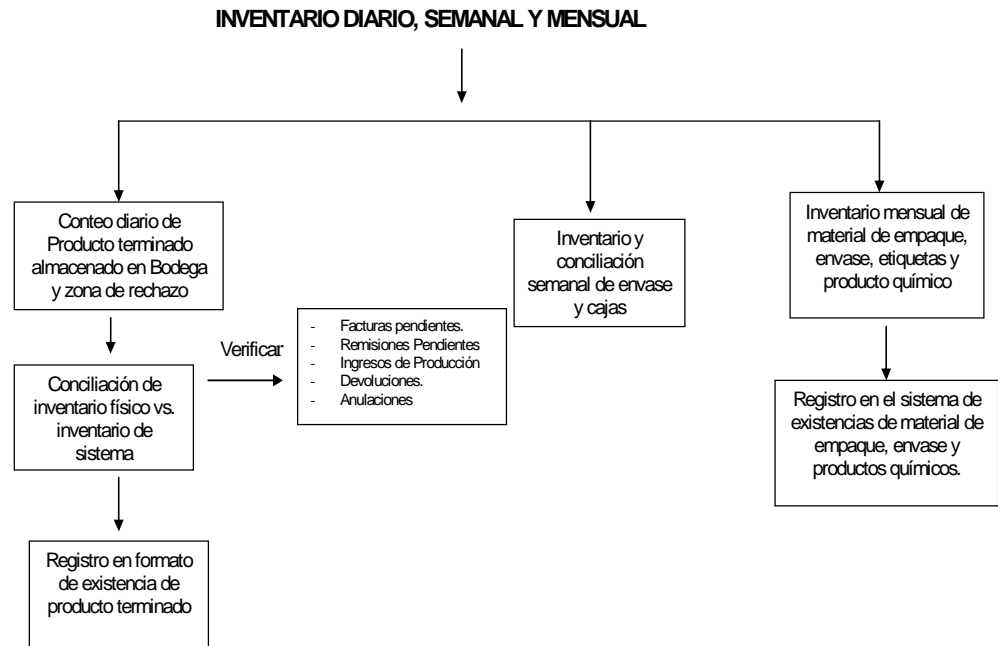 INVENTARIO DIARIO, SEMANAL Y MENSUAL
Conteo diario de
Producto terminado
almacenado en Bodega
y zona de rechazo
Inventario y
conciliación
semanal de envase
y cajas
Inventario mensual de
material de empaque,
envase, etiquetas y
producto químico
Conciliación de
inventario físico vs.
inventario de
sistema
Verificar
- Facturas pendientes.
- Remisiones Pendientes
- Ingresos de Producción
- Devoluciones.
- Anulaciones
Registro en el sistema de
existencias de material de
empaque, envase y
productos químicos.
Registro en formato
de existencia de
producto terminado